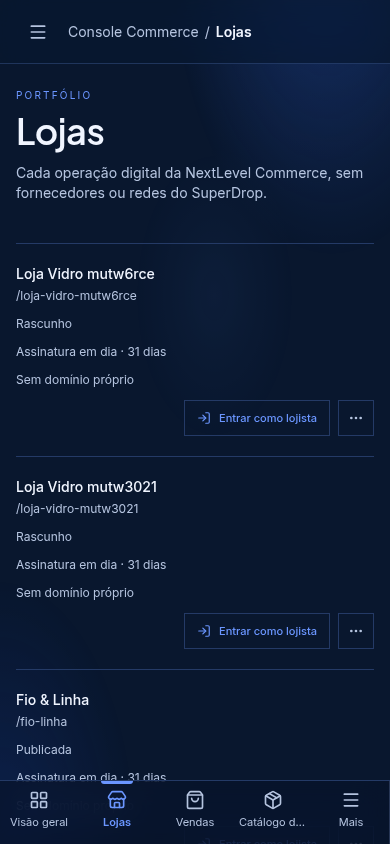 Console Commerce / Lojas
PORTFÓLIO
Lojas
Cada operação digital da NextLevel Commerce, sem
fornecedores ou redes do SuperDrop.
Loja Vidro mutw6rce
/loja-vidro-mutw6rce
Rascunho
Assinatura em dia · 31 dias
Sem domínio próprio
Entrar como lojista
Loja Vidro mutw3021
/loja-vidro-mutw3021
Rascunho
Assinatura em dia · 31 dias
Sem domínio próprio
Entrar como lojista
Fio & Linha
/fio-linha
Publicada
Assinatura em dia · 31 dias
Visão geral
Lojas
Vendas
Catálogo d...
Mais